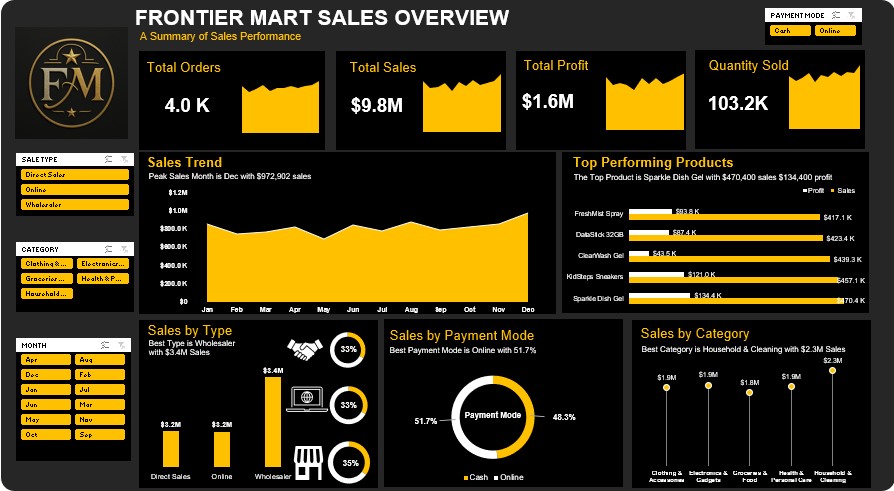 FRONTIER MART SALES OVERVIEW
A Summary of Sales Performance
PAYMENT MODE
Cash Online
FM
Total Orders
4.0 K
Total Sales
$9.8M
Total Profit
$1.6M
Quantity Sold
103.2K
SALE TYPE
Direct Sales
Online
Wholesaler
CATEGORY
Clothing &... Electronics...
Groceries... Health & P...
Household...
MONTH
Apr Aug
Dec Feb
Jan Jul
Jun Mar
May Nov
Oct Sep
Sales Trend
Peak Sales Month is Dec with $972,902 sales
$1.2M
$1.0M
$800.0 K
$600.0 K
$400.0 K
$200.0 K
$0
Jan Feb Mar Apr May Jun Jul Aug Sep Oct Nov Dec
Top Performing Products
The Top Product is Sparkle Dish Gel with $470,400 sales $134,400 profit
Profit Sales
FreshMist Spray $93.8 K $417.1 K
DataStick 32GB $87.4 K $423.4 K
ClearWash Gel $43.5 K $439.3 K
KidSteps Sneakers $121.0 K $457.1 K
Sparkle Dish Gel $134.4 K $470.4 K
Sales by Type
Best Type is Wholesaler
with $3.4M Sales
$3.2M $3.2M $3.4M
Direct Sales Online Wholesaler
33%
33%
35%
Sales by Payment Mode
Best Payment Mode is Online with 51.7%
51.7% Payment Mode 48.3%
Cash Online
Sales by Category
Best Category is Household & Cleaning with $2.3M Sales
$1.9M $1.9M $1.8M $1.9M $2.3M
Clothing & Accessories
Electronics & Gadgets
Groceries & Food
Health & Personal Care
Household & Cleaning